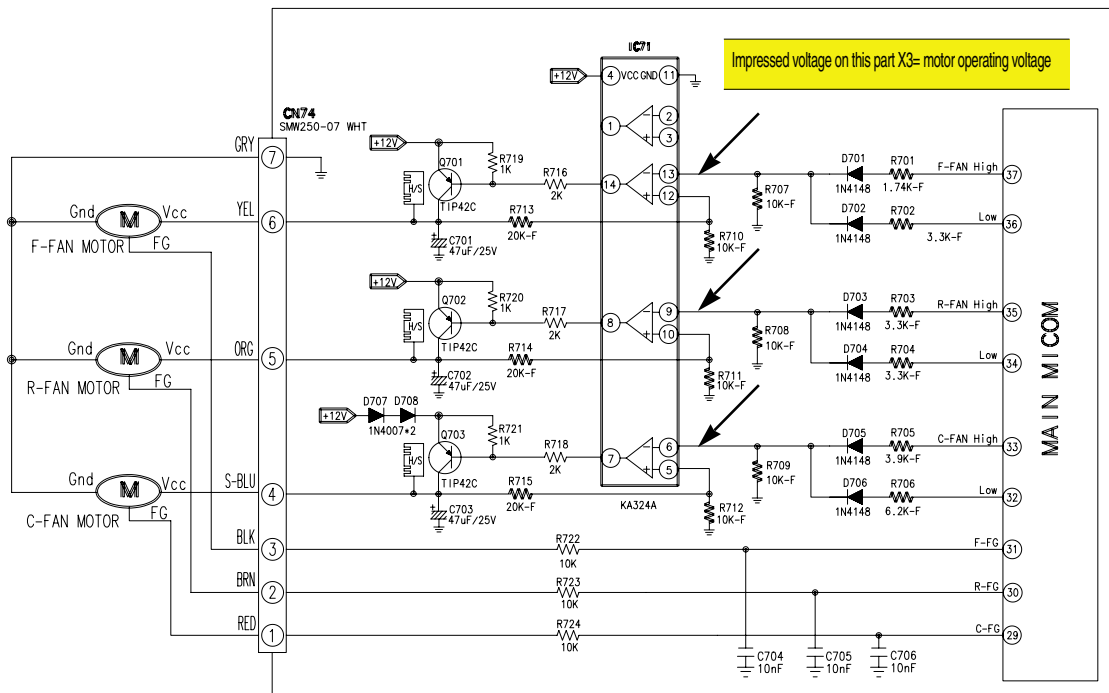 IC71
Impressed voltage on this part X3= motor operating voltage
+12V
4
VCC
GND
11
CN74
SMW250-07 WHT
1
2
3
+12V
GRY
7
Q701
R719
1K
R716
2K
14
13
12
H/S
TIP42C
R707
10K-F
D701
1N4148
R701
1.74K-F
F-FAN High
37
Gnd
M
Vcc
YEL
6
R713
20K-F
D702
1N4148
R702
3.3K-F
Low
36
F-FAN MOTOR
FG
C701
47uF/25V
R710
10K-F
+12V
Q702
R720
1K
R717
2K
8
9
10
H/S
TIP42C
R708
10K-F
D703
1N4148
R703
3.3K-F
R-FAN High
35
Gnd
M
Vcc
ORG
5
R714
20K-F
D704
1N4148
R704
3.3K-F
Low
34
R-FAN MOTOR
FG
C702
47uF/25V
R711
10K-F
MAIN MICOM
+12V
D707
D708
1N4007*2
Q703
R721
1K
R718
2K
7
6
5
H/S
TIP42C
R709
10K-F
D705
1N4148
R705
3.9K-F
C-FAN High
33
Gnd
M
Vcc
S-BLU
4
R715
20K-F
KA324A
D706
1N4148
R706
6.2K-F
Low
32
C-FAN MOTOR
FG
C703
47uF/25V
R712
10K-F
BLK
3
R722
10K
F-FG
31
BRN
2
R723
10K
R-FG
30
RED
1
R724
10K
C-FG
29
C704
10nF
C705
10nF
C706
10nF